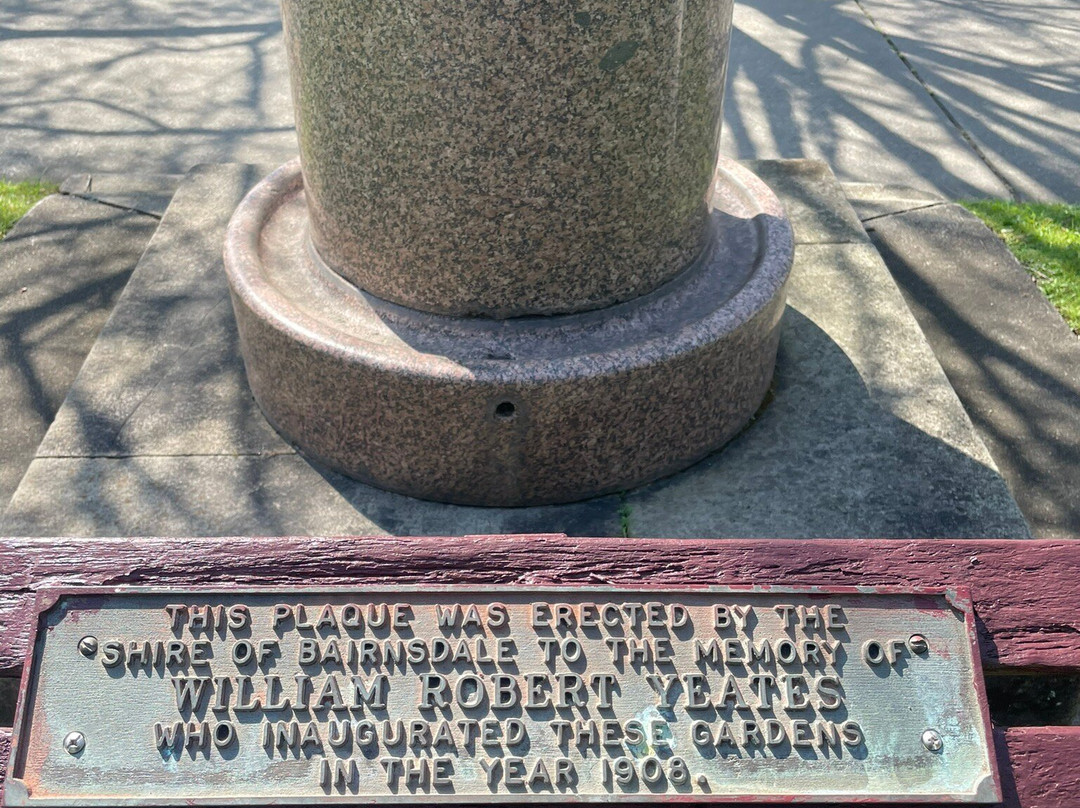 THIS PLAQUE WAS ERECTED BY THE
SHIRE OF BAIRNSDALE TO THE MEMORY OF
WILLIAM ROBERT YEATES
WHO INAUGURATED THESE GARDENS
IN THE YEAR 1908.